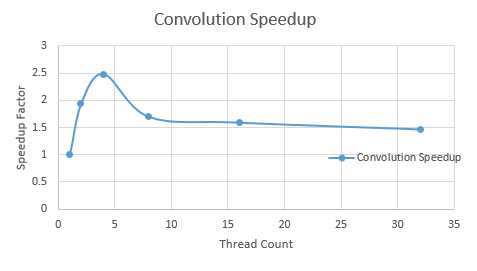 Convolution Speedup
3
2.5
2
1.5
1
0.5
0
Speedup Factor
Convolution Speedup
0 5 10 15 20 25 30 35
Thread Count